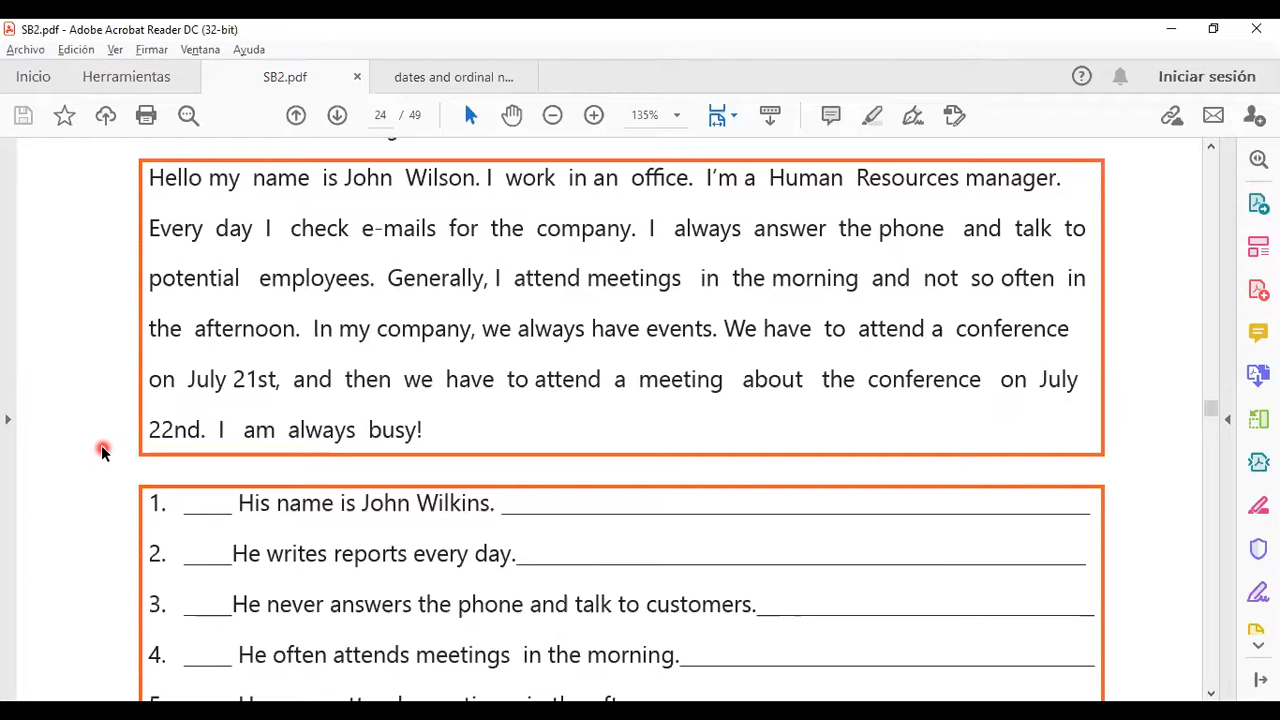 SB2.pdf - Adobe Acrobat Reader DC (32-bit)
Archivo Edición Ver Firmar Ventana Ayuda
Inicio Herramientas SB2.pdf × dates and ordinal n... Iniciar sesión
24 / 49 135%
Hello my name is John Wilson. I work in an office. I'm a Human Resources manager.
Every day I check e-mails for the company. I always answer the phone and talk to
potential employees. Generally, I attend meetings in the morning and not so often in
the afternoon. In my company, we always have events. We have to attend a conference
on July 21st, and then we have to attend a meeting about the conference on July
22nd. I am always busy!
1. ____ His name is John Wilkins. ____
2. ____He writes reports every day.____
3. ____He never answers the phone and talk to customers.____
4. ____ He often attends meetings in the morning.____